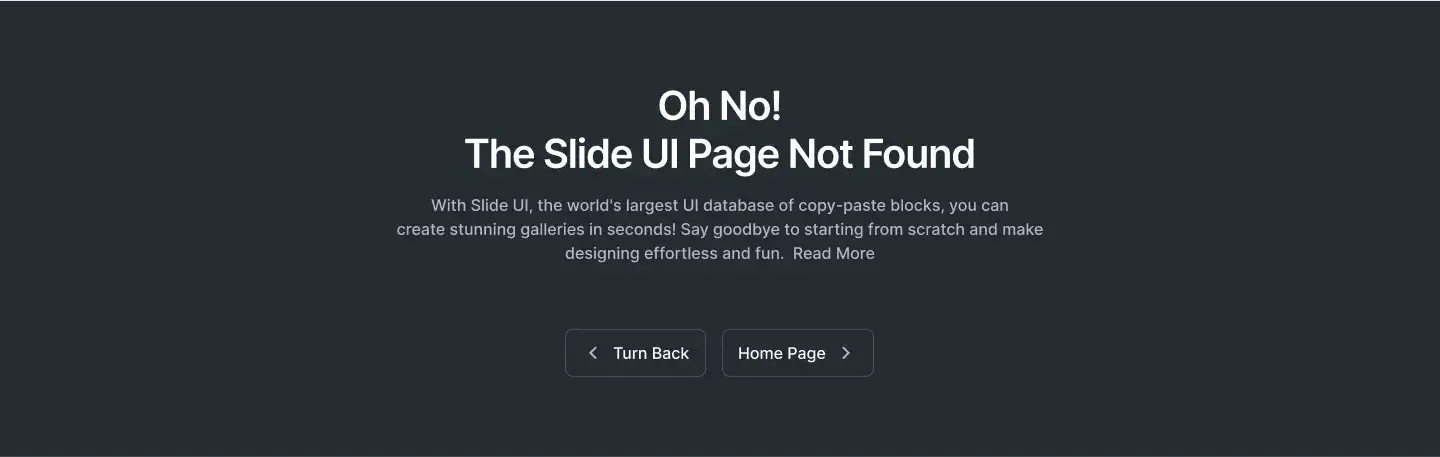 Oh No!
The Slide UI Page Not Found
With Slide UI, the world's largest UI database of copy-paste blocks, you can
create stunning galleries in seconds! Say goodbye to starting from scratch and make
designing effortless and fun.  Read More
Turn Back
Home Page